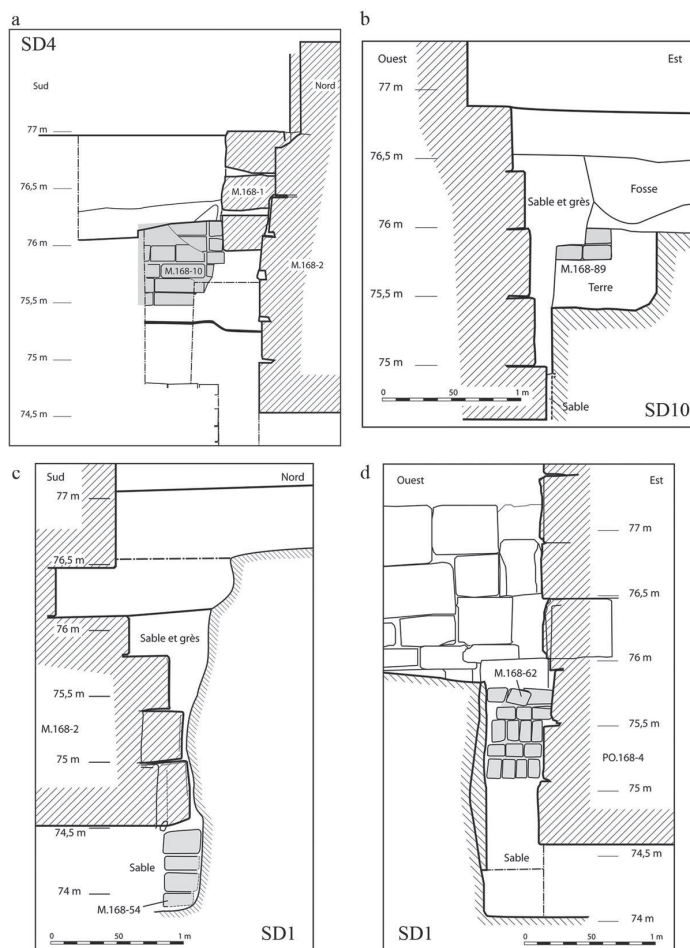 a
SD4
Sud
Nord
77 m
76,5 m
76 m
75,5 m
75 m
74,5 m
M.168-1
M.168-2
M.168-10
b
Ouest
Est
77 m
76,5 m
76 m
75,5 m
75 m
Sable et grès
Fosse
M.168-89
Terre
0 50 1 m
Sable
SD10
c
Sud
Nord
77 m
76,5 m
76 m
75,5 m
75 m
74,5 m
74 m
Sable et grès
M.168-2
Sable
M.168-54
SD1
0 50 1 m
d
Ouest
Est
77 m
76,5 m
76 m
75,5 m
75 m
74,5 m
74 m
M.168-62
PO.168-4
Sable
SD1
0 50 1 m